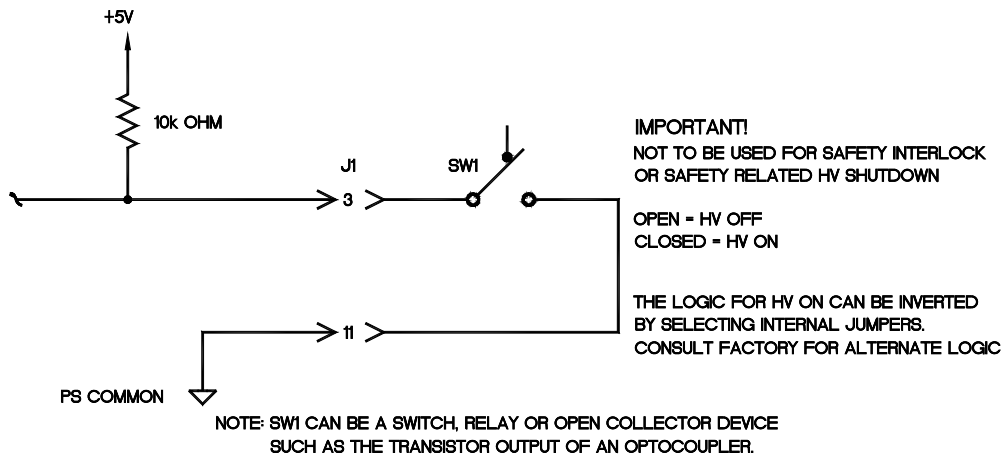 +5V
10k OHM
J1
SW1
3
IMPORTANT!
NOT TO BE USED FOR SAFETY INTERLOCK
OR SAFETY RELATED HV SHUTDOWN
OPEN = HV OFF
CLOSED = HV ON
11
THE LOGIC FOR HV ON CAN BE INVERTED
BY SELECTING INTERNAL JUMPERS.
CONSULT FACTORY FOR ALTERNATE LOGIC
PS COMMON
NOTE: SW1 CAN BE A SWITCH, RELAY OR OPEN COLLECTOR DEVICE
SUCH AS THE TRANSISTOR OUTPUT OF AN OPTOCOUPLER.